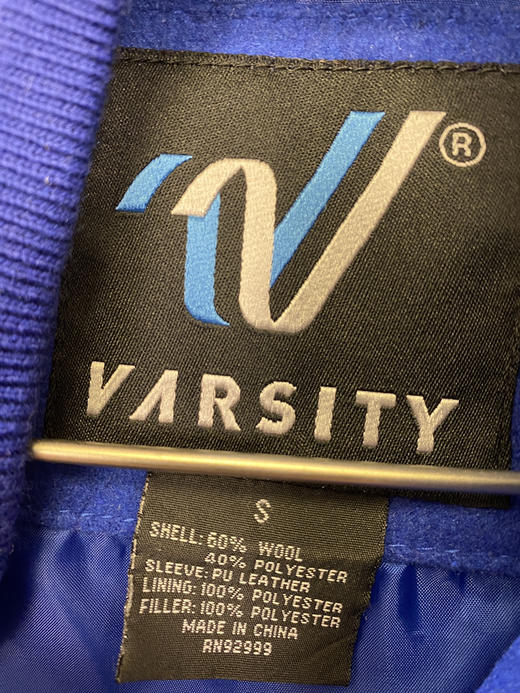 ®
VARSITY
S
SHELL: 60% WOOL
40% POLYESTER
SLEEVE: PU LEATHER
LINING: 100% POLYESTER
FILLER: 100% POLYESTER
MADE IN CHINA
RN92999